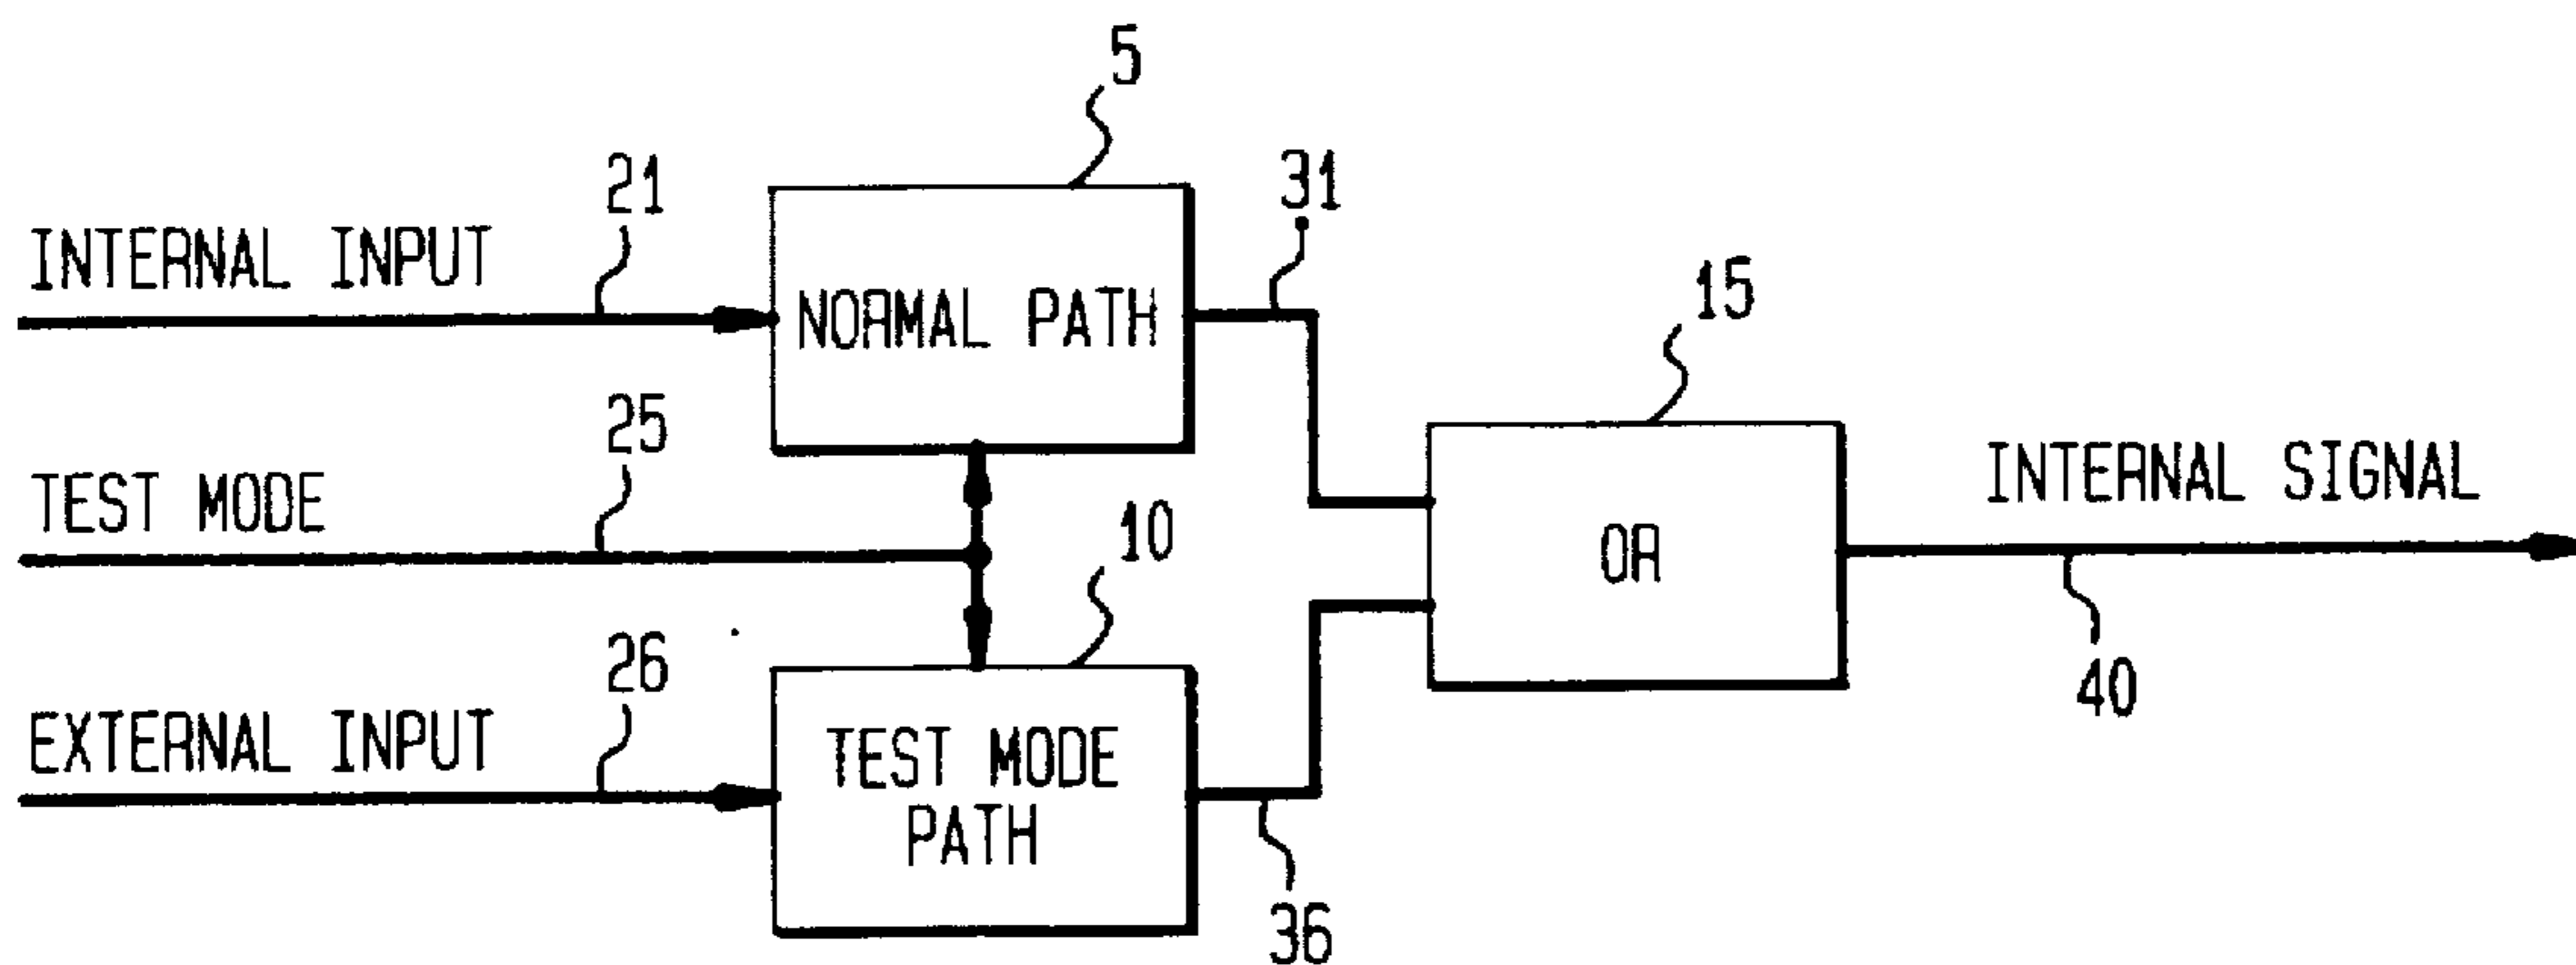 5
21
31
INTERNAL INPUT
NORMAL PATH
15
25
TEST MODE
INTERNAL SIGNAL
10
OR
26
40
EXTERNAL INPUT
TEST MODE
PATH
36